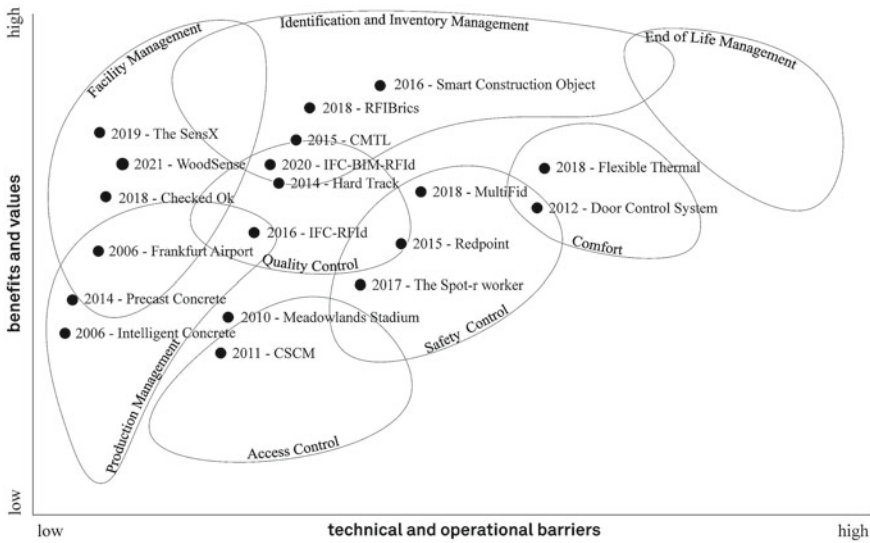 high
Identification and Inventory Management
End of Life Management
Facility Management
2016 - Smart Construction Object
2018 - RFIBrics
2019 - The SensX
2015 - CMTL
2021 - WoodSense
2020 - IFC-BIM-RFId
2018 - Flexible Thermal
2014 - Hard Track
2018 - MultiFid
2018 - Checked Ok
2012 - Door Control System
2016 - IFC-RFId
2015 - Redpoint
Comfort
2006 - Frankfurt Airport
Quality Control
2017 - The Spot-r worker
2014 - Precast Concrete
2010 - Meadowlands Stadium
2006 - Intelligent Concrete
Safety Control
2011 - CSCM
Production Management
Access Control
benefits and values
low
low
technical and operational barriers
high